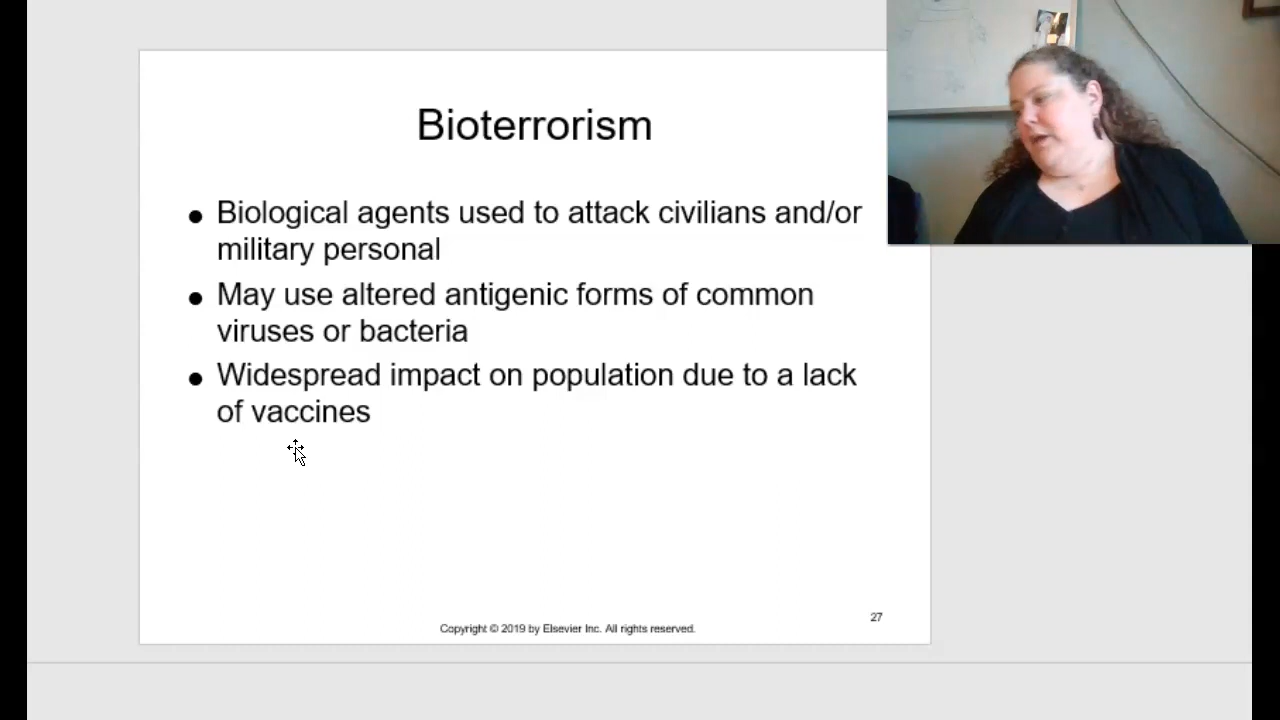 Bioterrorism
● Biological agents used to attack civilians and/or
military personal
● May use altered antigenic forms of common
viruses or bacteria
● Widespread impact on population due to a lack
of vaccines
27
Copyright © 2019 by Elsevier Inc. All rights reserved.